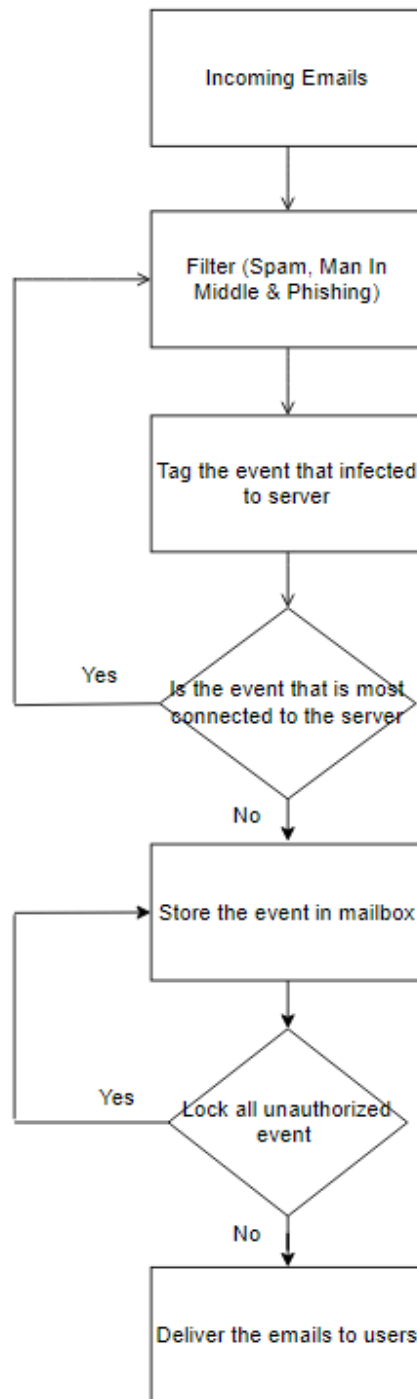 Incoming Emails
Filter (Spam, Man In
Middle & Phishing)
Tag the event that infected
to server
Yes
Is the event that is most
connected to the server
No
Store the event in mailbox
Yes
Lock all unauthorized
event
No
Deliver the emails to users